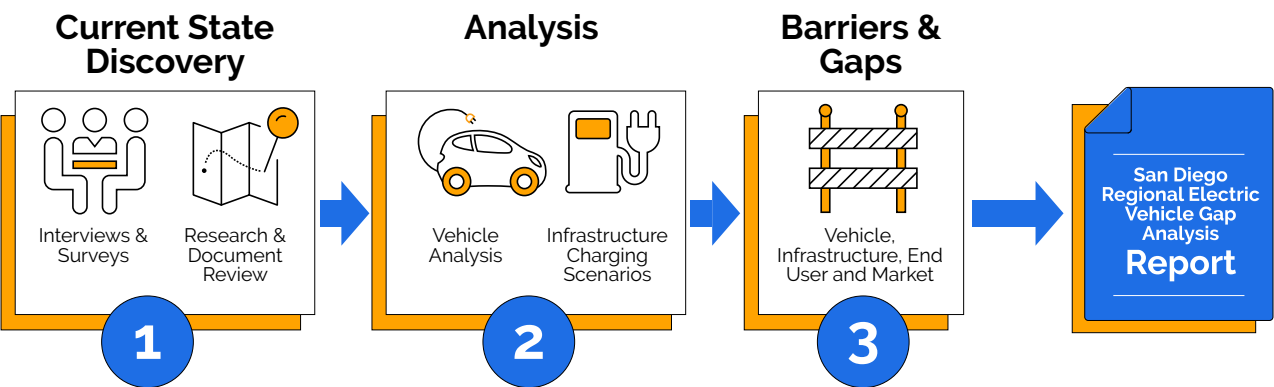 Current State
Discovery
Interviews &
Surveys
Research &
Document
Review
1
Analysis
Vehicle
Analysis
Infrastructure
Charging
Scenarios
2
Barriers &
Gaps
Vehicle,
Infrastructure, End
User and Market
3
San Diego
Regional Electric
Vehicle Gap
Analysis
Report